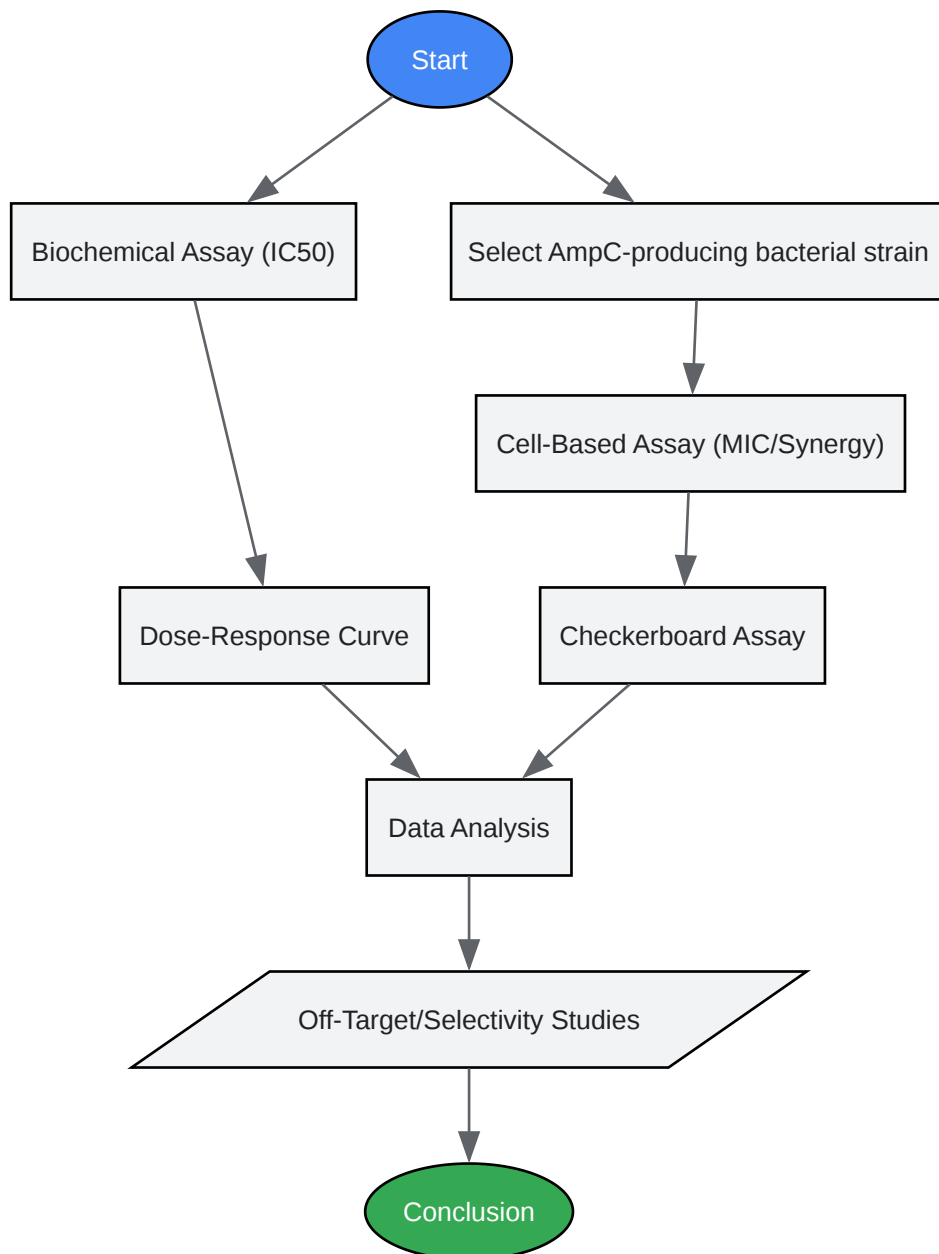 Start
Biochemical Assay (IC50)
Select AmpC-producing bacterial strain
Cell-Based Assay (MIC/Synergy)
Dose-Response Curve
Checkerboard Assay
Data Analysis
Off-Target/Selectivity Studies
Conclusion